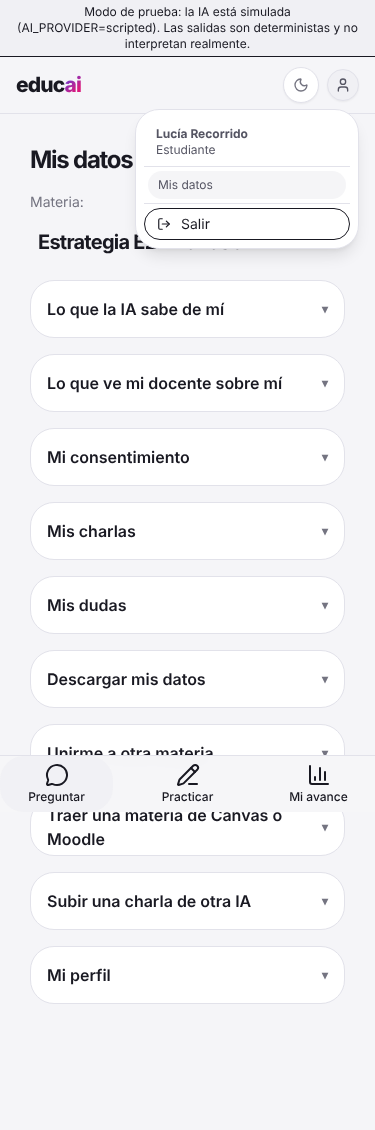 Modo de prueba: la IA está simulada
(AI_PROVIDER=scripted). Las salidas son deterministas y no
interpretan realmente.
educai
Lucía Recorrido
Estudiante
Mis datos
Salir
Mis datos
Materia:
Estrategia
Lo que la IA sabe de mí
Lo que ve mi docente sobre mí
Mi consentimiento
Mis charlas
Mis dudas
Descargar mis datos
Unirme a otra materia
Preguntar
Practicar
Mi avance
Traer una materia de Canvas o
Moodle
Subir una charla de otra IA
Mi perfil